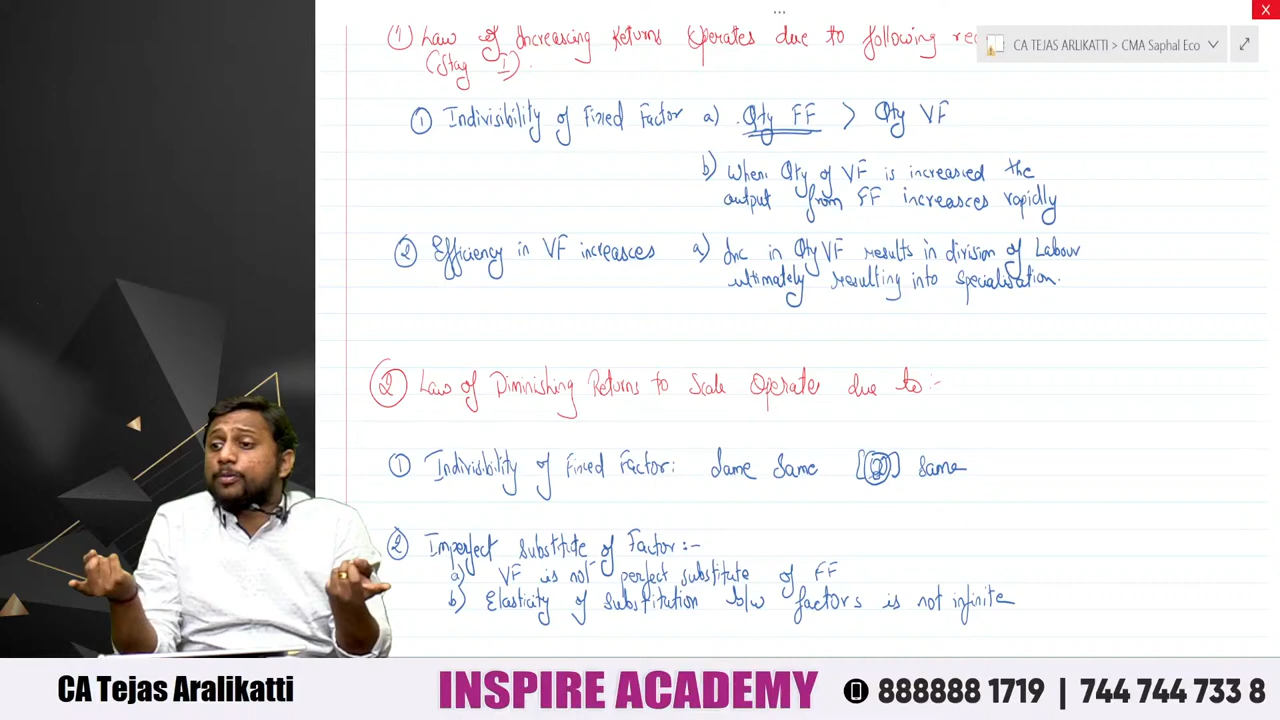 CA TEJAS ARLIKATTI > CMA Saphal Eco
① Law of Increasing Returns Operates due to following
(Stag I)
① Indivisibility of Fixed Factor a) Qty FF > Qty VF
b) When Qty of VF is increased the
output from FF increases rapidly
② Efficiency in VF increases a) Inc in Qty VF results in division of Labour
ultimately resulting into specialisation.
② Law of Diminishing Returns to Scale Operate due to :-
① Indivisibility of Fixed Factor: Same Same same
② Imperfect Substitute of Factor :-
a) VF is not perfect substitute of FF
b) Elasticity of substitution b/w factors is not infinite
CA Tejas Aralikatti INSPIRE ACADEMY 888888 1719 | 744 744 733 8